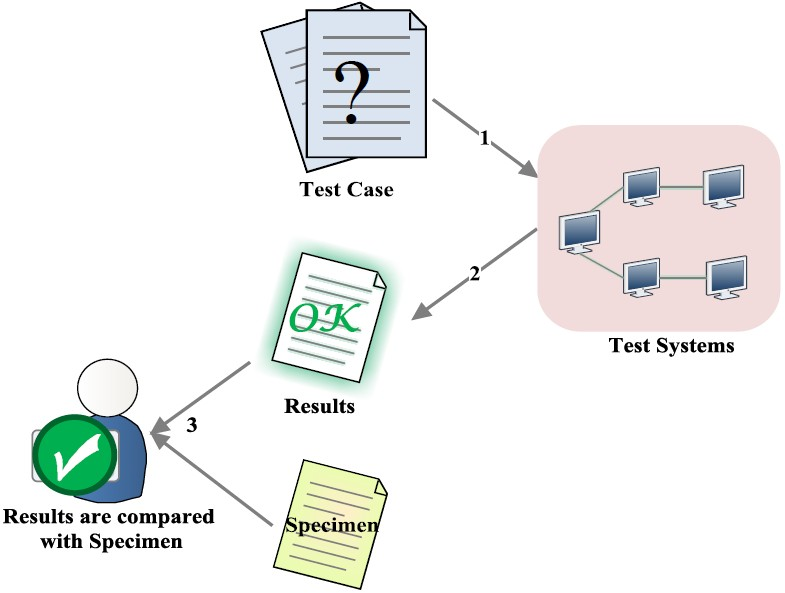 ?
1
Test Case
2
Test Systems
OK
Results
3
Specimen
Results are compared
with Specimen